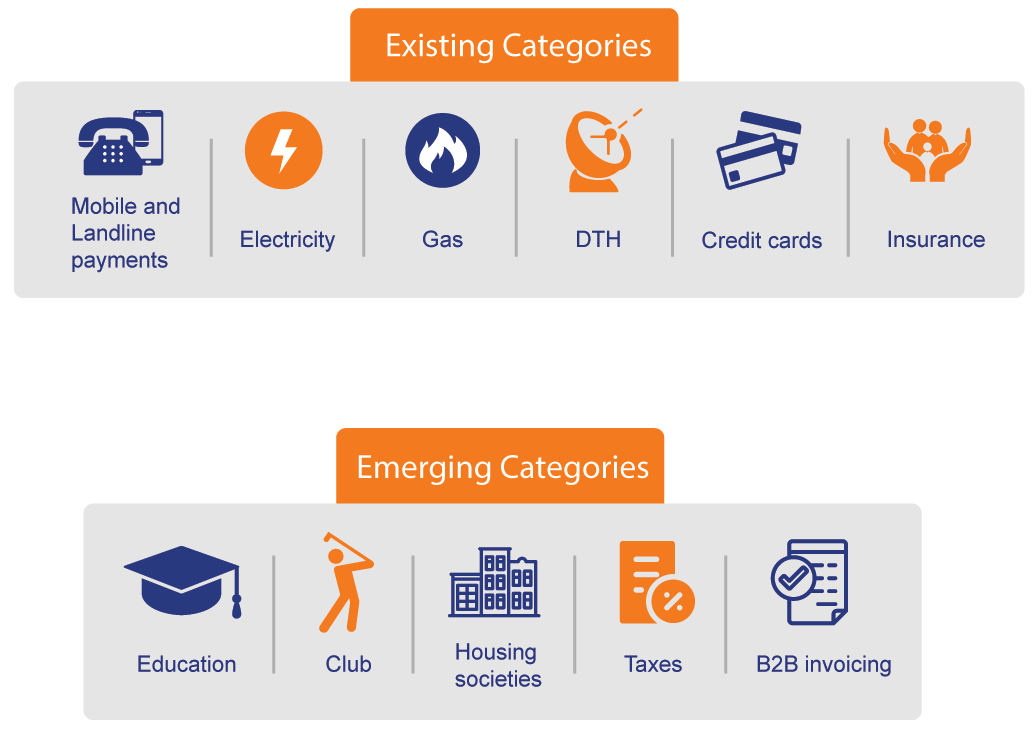 Existing Categories
Mobile and
Landline
payments
Electricity
Gas
DTH
Credit cards
Insurance
Emerging Categories
Education
Club
Housing
societies
Taxes
B2B invoicing